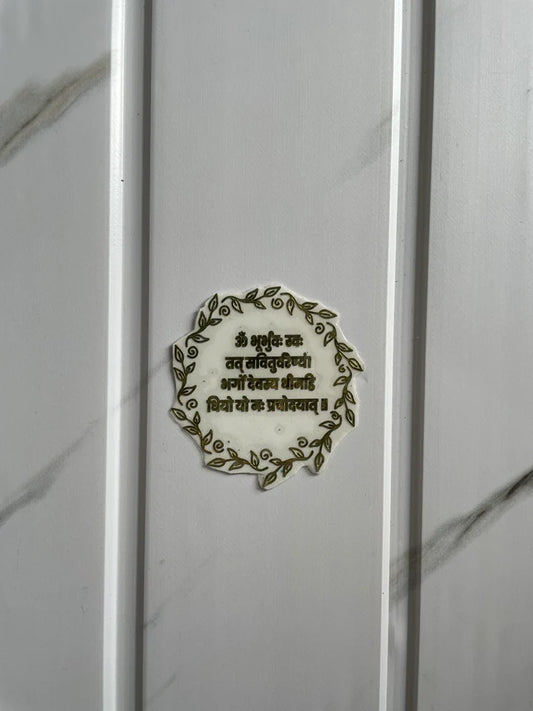 ॐ भूर्भुवः स्वः
तत् सवितुवरिण्यं।
भर्गो देवस्य धीमहि
धियो यो नः प्रचोदयात् ॥